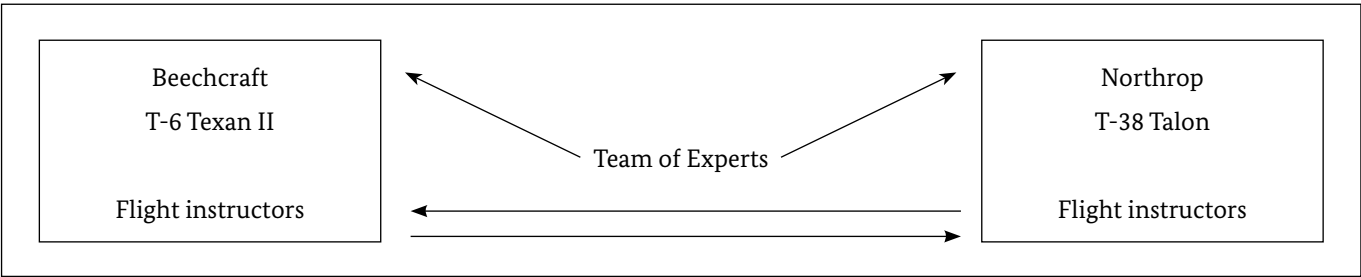 Beechcraft
T-6 Texan II
Flight instructors
Team of Experts
Northrop
T-38 Talon
Flight instructors